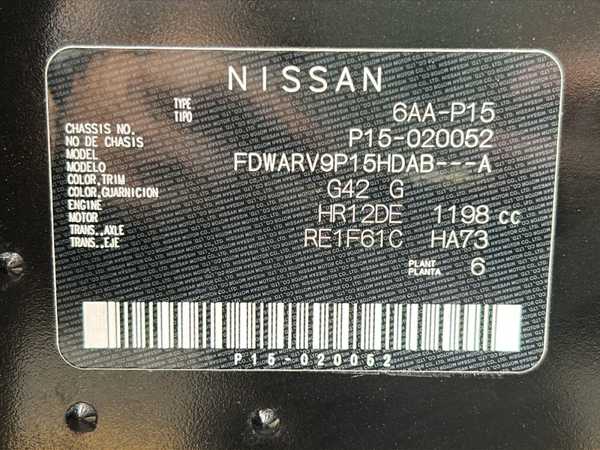 NISSAN
TYPE
TIPO 6AA-P15
CHASSIS NO.
NO DE CHASIS P15-020052
MODEL
MODELO FDWARV9P15HDAB---A
COLOR,TRIM
COLOR,GUARNICION G42 G
ENGINE
MOTOR HR12DE 1198 cc
TRANS.,AXLE
TRANS.,EJE RE1F61C HA73
PLANT
PLANTA 6
P15-020052